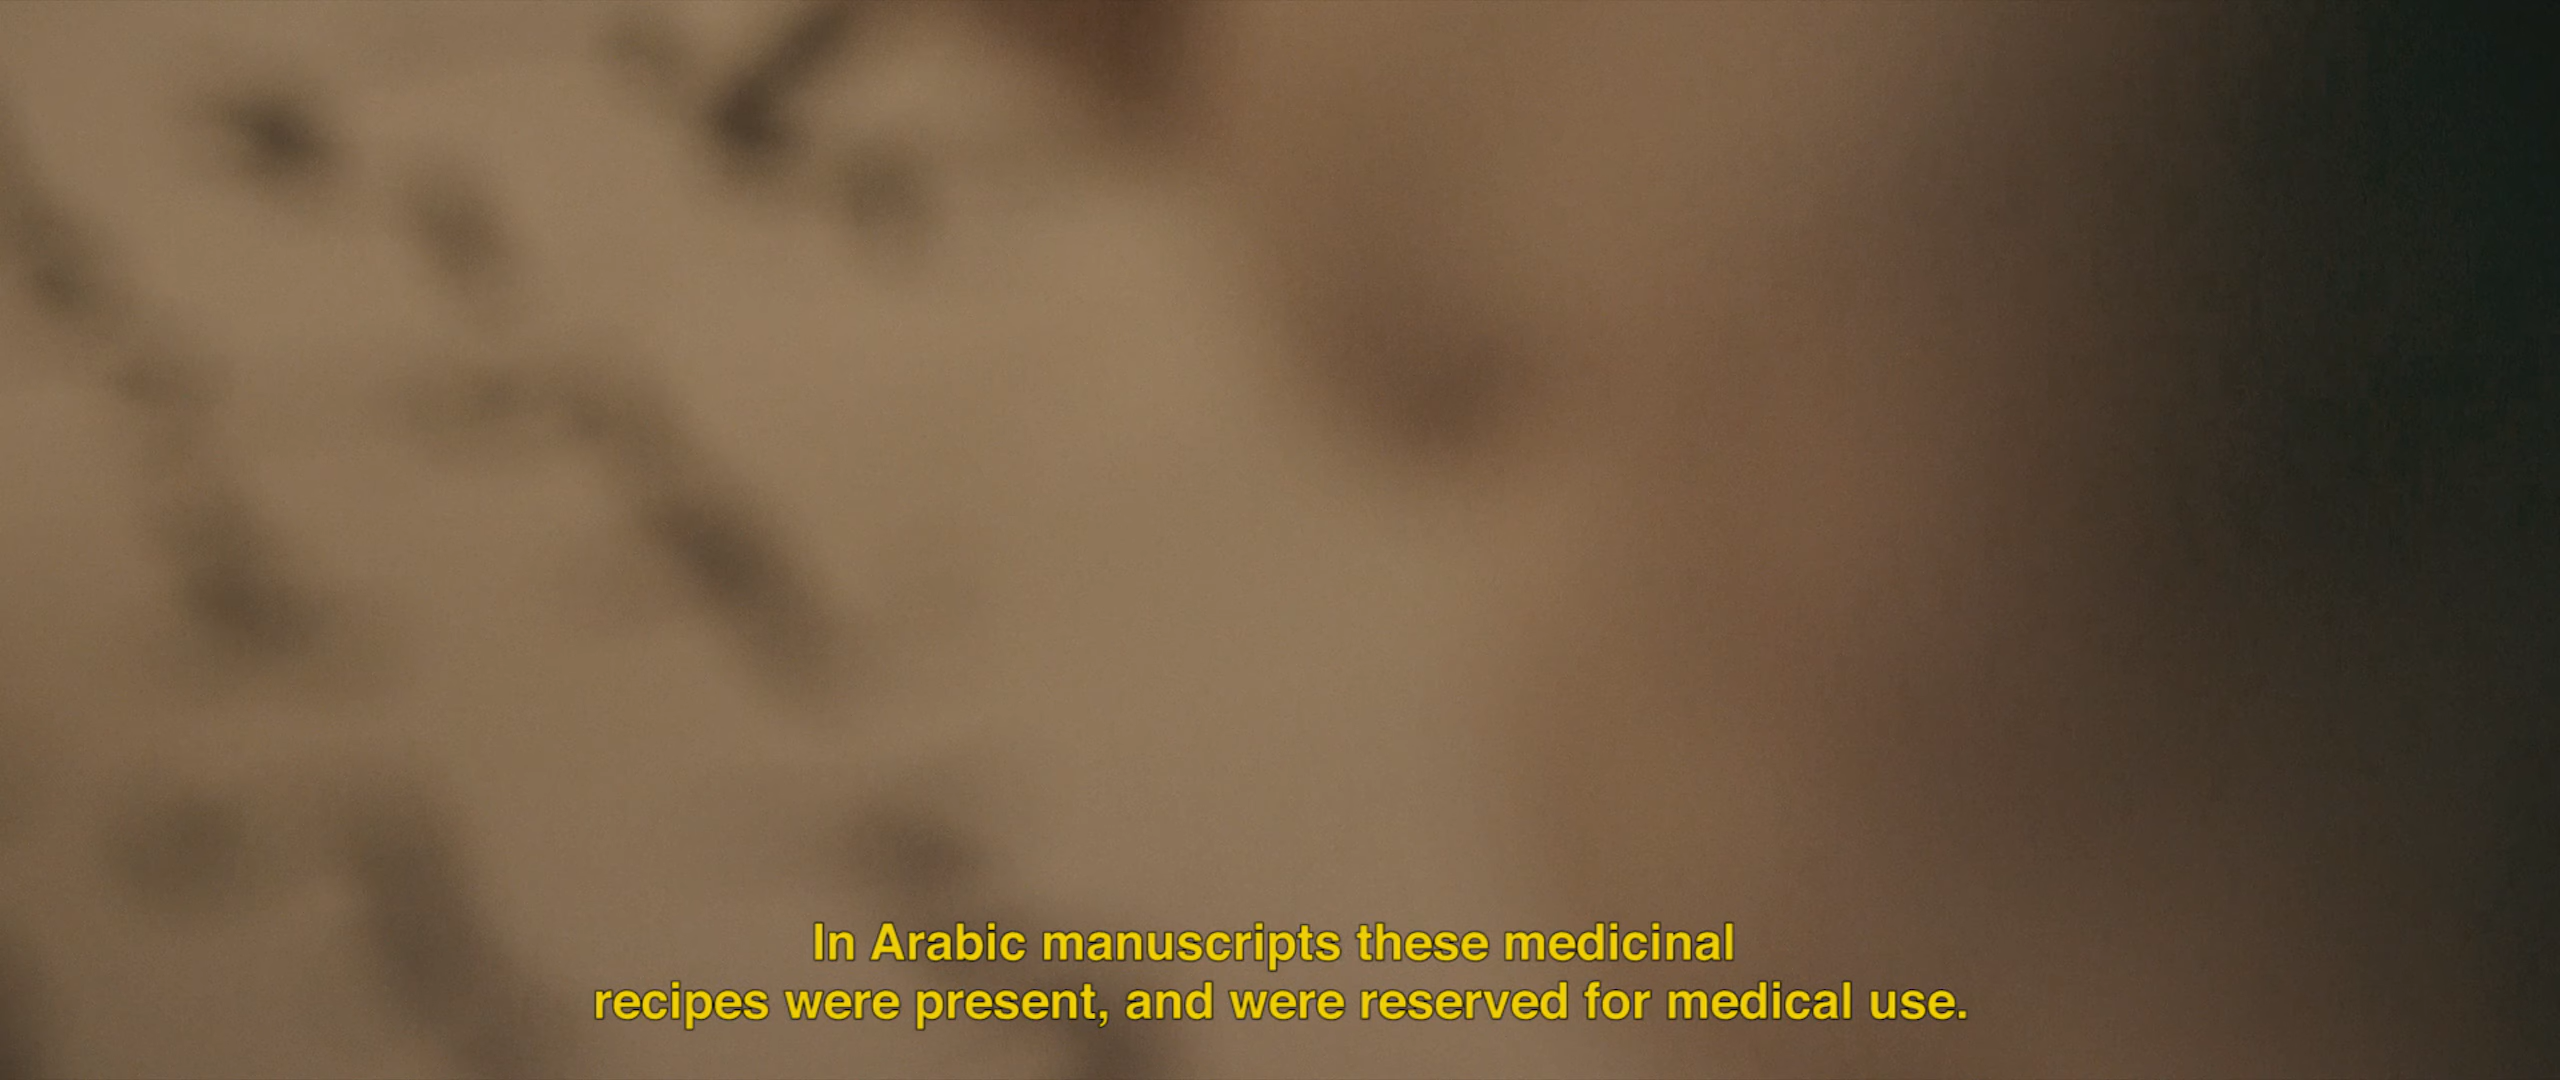 In Arabic manuscripts these medicinal
recipes were present, and were reserved for medical use.